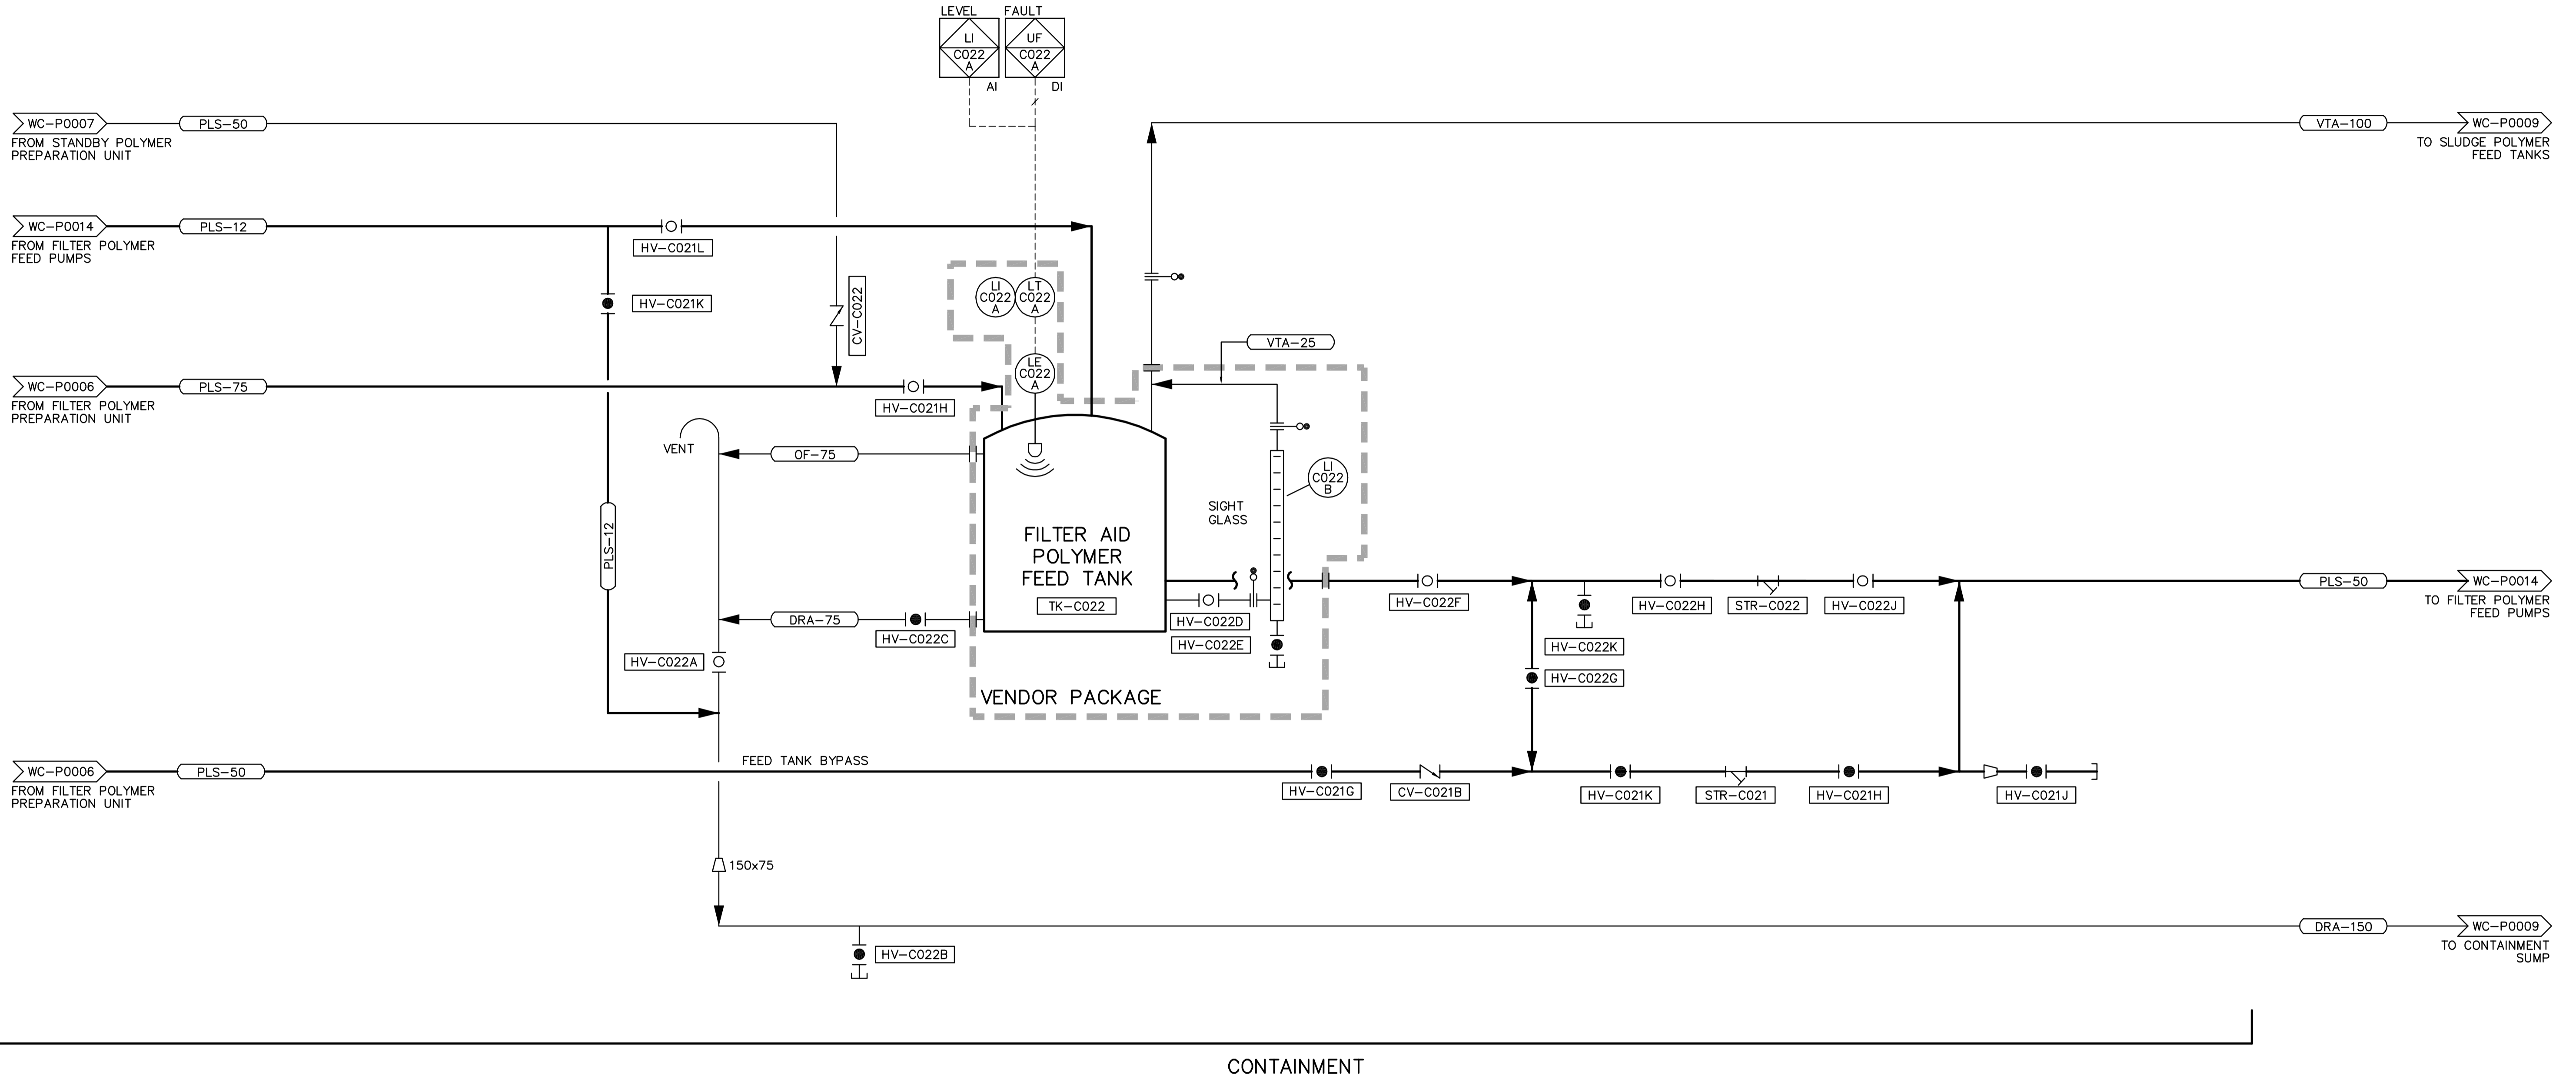 LEVEL
FAULT
LI
C022
A
UF
C022
A
AI
DI
WC-P0007
PLS-50
FROM STANDBY POLYMER
PREPARATION UNIT
VTA-100
WC-P0009
TO SLUDGE POLYMER
FEED TANKS
WC-P0014
PLS-12
FROM FILTER POLYMER
FEED PUMPS
HV-C021L
HV-C021K
CV-C022
LI
C022
A
LT
C022
A
LE
C022
A
VTA-25
WC-P0006
PLS-75
FROM FILTER POLYMER
PREPARATION UNIT
HV-C021H
VENT
OF-75
LI
C022
B
SIGHT
GLASS
PLS-12
FILTER AID
POLYMER
FEED TANK
TK-C022
DRA-75
HV-C022C
HV-C022A
HV-C022D
HV-C022E
VENDOR PACKAGE
HV-C022F
HV-C022H
STR-C022
HV-C022J
HV-C022K
HV-C022G
PLS-50
WC-P0014
TO FILTER POLYMER
FEED PUMPS
WC-P0006
PLS-50
FROM FILTER POLYMER
PREPARATION UNIT
FEED TANK BYPASS
HV-C021G
CV-C021B
HV-C021K
STR-C021
HV-C021H
HV-C021J
150x75
HV-C022B
DRA-150
WC-P0009
TO CONTAINMENT
SUMP
CONTAINMENT